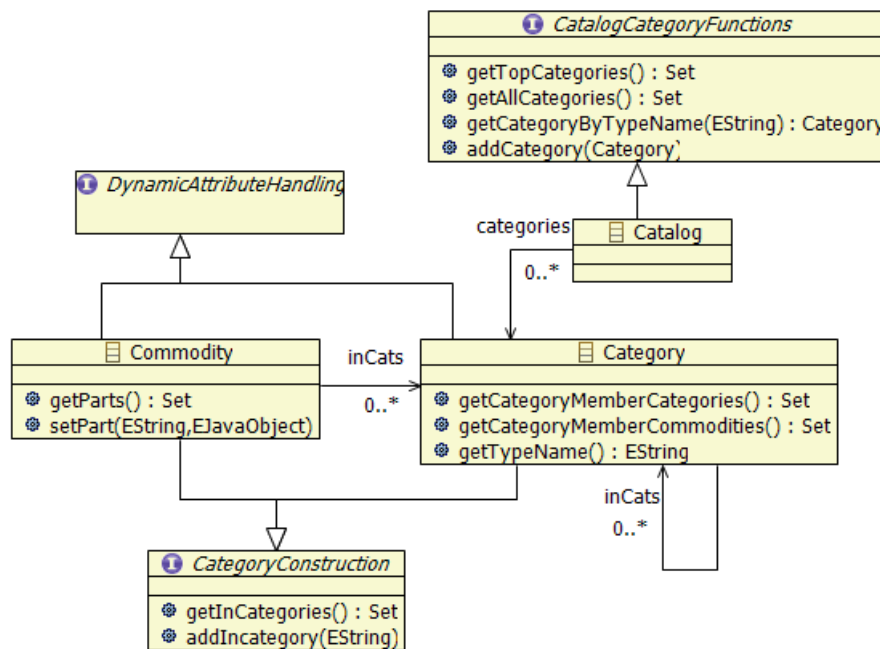 CatalogCategoryFunctions
getTopCategories() : Set
getAllCategories() : Set
getCategoryByTypeName(EString) : Category
addCategory(Category)
DynamicAttributeHandling
categories
Catalog
0..*
Commodity
getParts() : Set
setPart(EString,EJavaObject)
inCats
0..*
Category
getCategoryMemberCategories() : Set
getCategoryMemberCommodities() : Set
getTypeName() : EString
inCats
0..*
CategoryConstruction
getInCategories() : Set
addIncategory(EString)